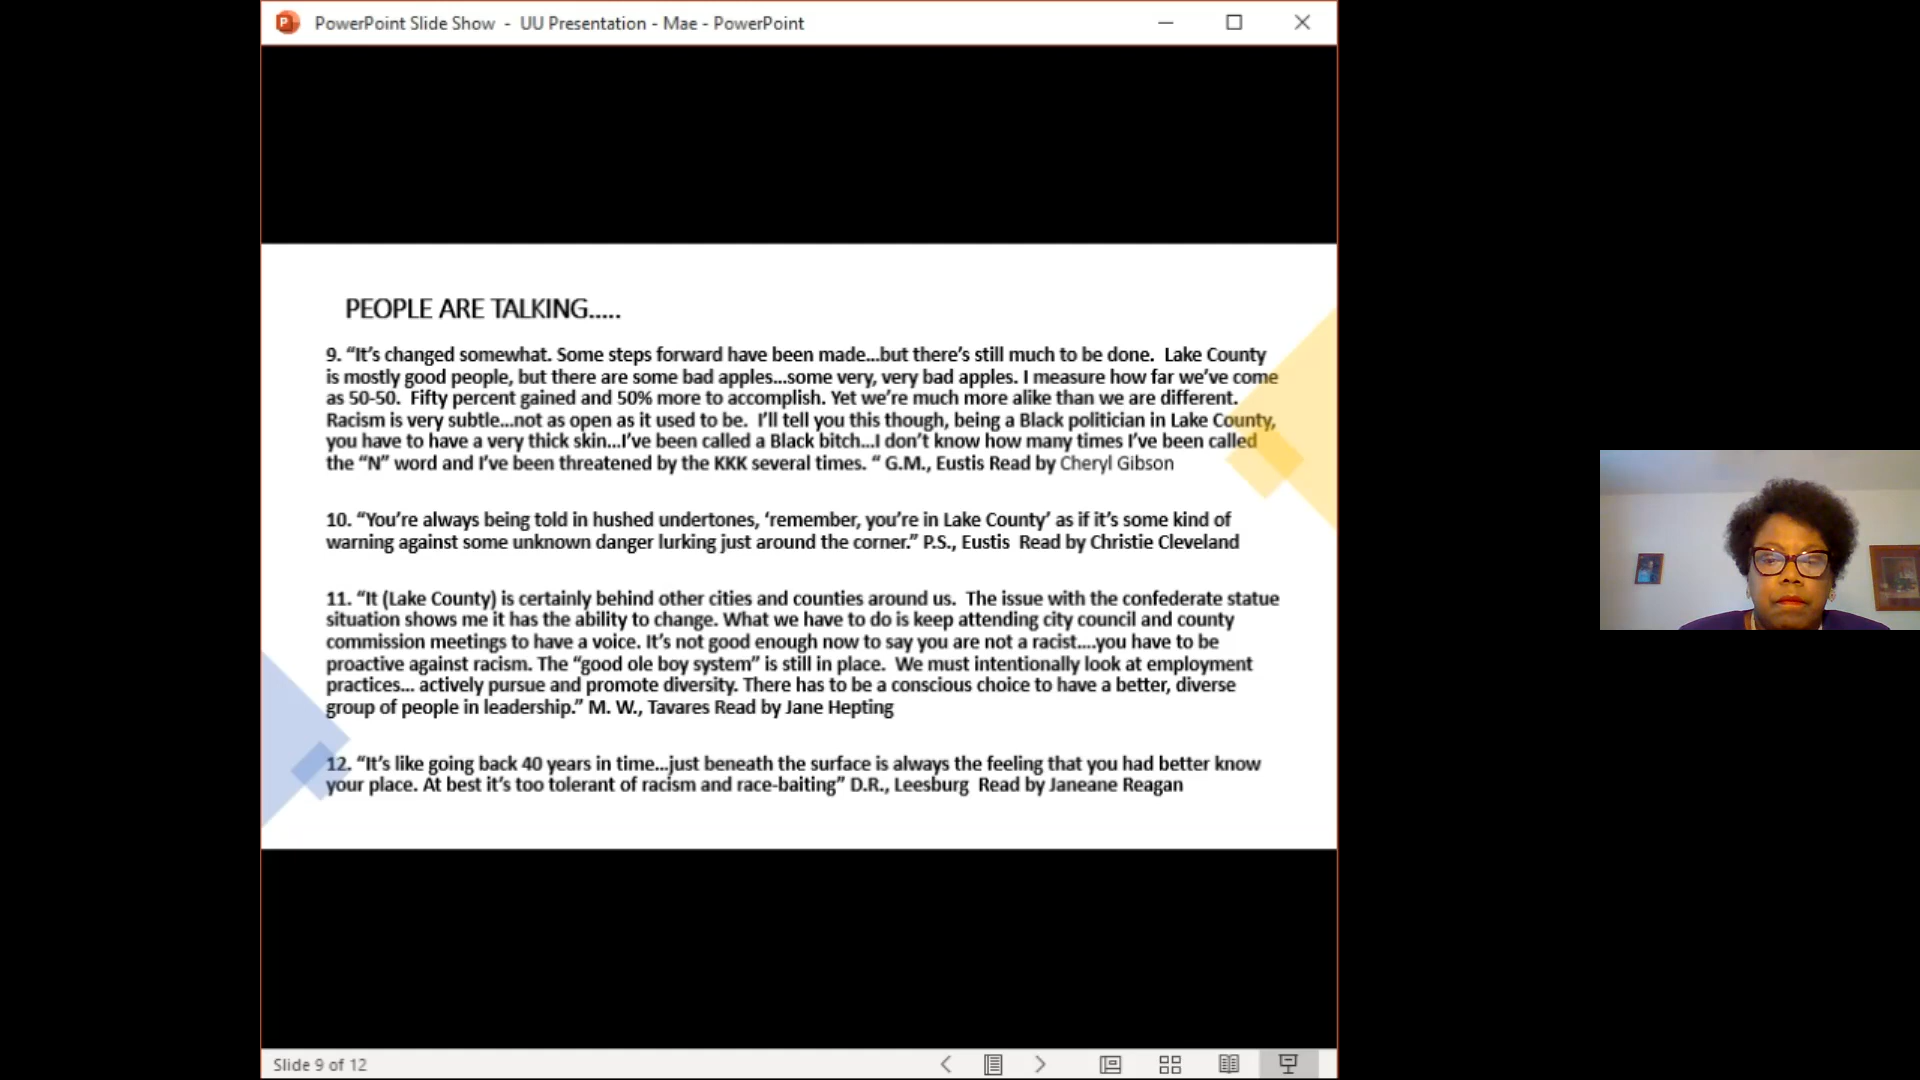 PowerPoint Slide Show - UU Presentation - Mae - PowerPoint
PEOPLE ARE TALKING.....
9. “It’s changed somewhat. Some steps forward have been made...but there’s still much to be done. Lake County
is mostly good people, but there are some bad apples...some very, very bad apples. I measure how far we’ve come
as 50-50. Fifty percent gained and 50% more to accomplish. Yet we’re much more alike than we are different.
Racism is very subtle...not as open as it used to be. I’ll tell you this though, being a Black politician in Lake County,
you have to have a very thick skin...I’ve been called a Black bitch...I don’t know how many times I’ve been called
the “N” word and I’ve been threatened by the KKK several times. “ G.M., Eustis Read by Cheryl Gibson
10. “You’re always being told in hushed undertones, ‘remember, you’re in Lake County’ as if it’s some kind of
warning against some unknown danger lurking just around the corner.” P.S., Eustis Read by Christie Cleveland
11. “It (Lake County) is certainly behind other cities and counties around us. The issue with the confederate statue
situation shows me it has the ability to change. What we have to do is keep attending city council and county
commission meetings to have a voice. It’s not good enough now to say you are not a racist....you have to be
proactive against racism. The “good ole boy system” is still in place. We must intentionally look at employment
practices... actively pursue and promote diversity. There has to be a conscious choice to have a better, diverse
group of people in leadership.” M. W., Tavares Read by Jane Hepting
12. “It’s like going back 40 years in time...just beneath the surface is always the feeling that you had better know
your place. At best it’s too tolerant of racism and race-baiting” D.R., Leesburg Read by Janeane Reagan
Slide 9 of 12